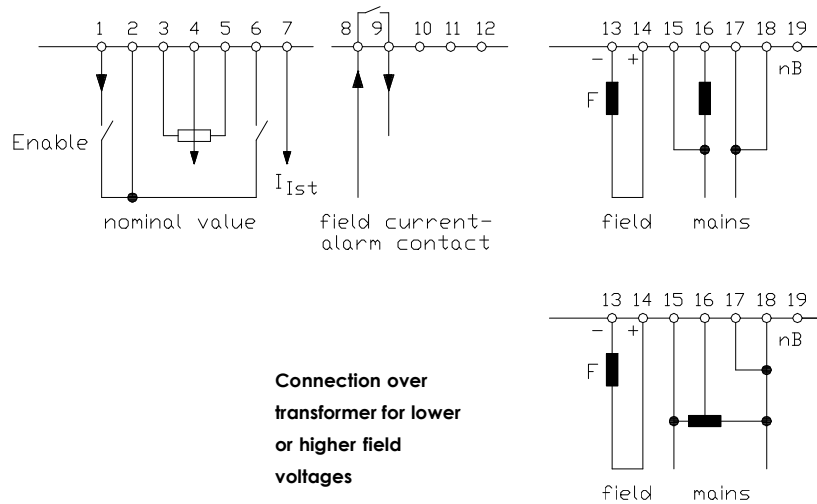 1 2 3 4 5 6 7 8 9 10 11 12 13 14 15 16 17 18 19
- + nB
F
Enable
I Ist
nominal value field current- field mains
alarm contact
13 14 15 16 17 18 19
- + nB
F
Connection over
transformer for lower
or higher field
voltages
field mains